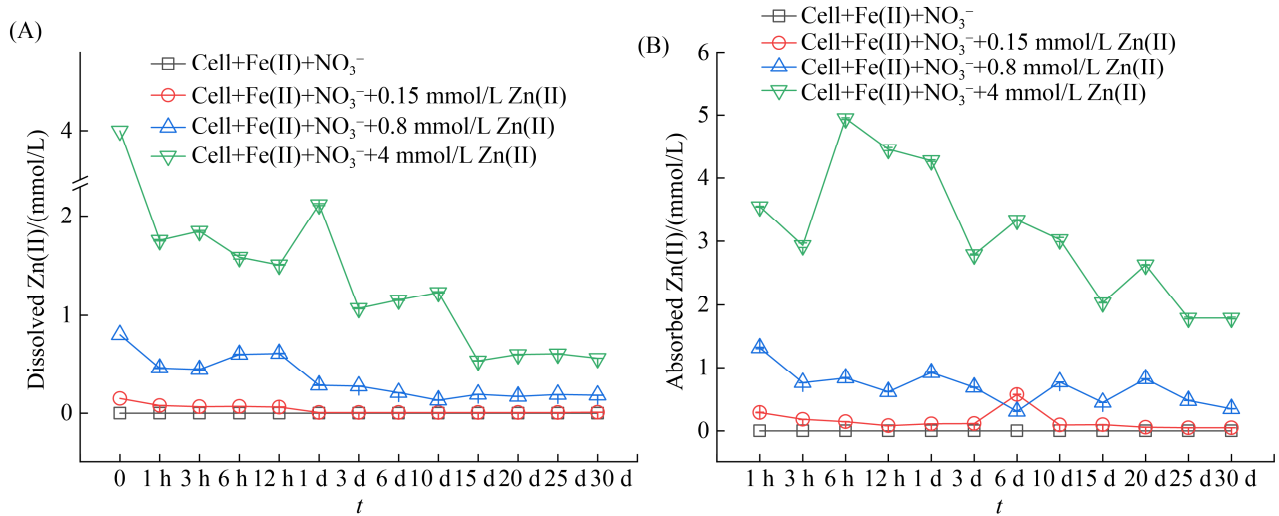 (A)
Cell+Fe(II)+NO₃⁻
Cell+Fe(II)+NO₃⁻+0.15 mmol/L Zn(II)
Cell+Fe(II)+NO₃⁻+0.8 mmol/L Zn(II)
Cell+Fe(II)+NO₃⁻+4 mmol/L Zn(II)
Dissolved Zn(II)/(mmol/L)
4
2
1
0
0 1 h 3 h 6 h 12 h 1 d 3 d 6 d 10 d 15 d 20 d 25 d 30 d
t
(B)
Cell+Fe(II)+NO₃⁻
Cell+Fe(II)+NO₃⁻+0.15 mmol/L Zn(II)
Cell+Fe(II)+NO₃⁻+0.8 mmol/L Zn(II)
Cell+Fe(II)+NO₃⁻+4 mmol/L Zn(II)
Absorbed Zn(II)/(mmol/L)
6
5
4
3
2
1
0
1 h 3 h 6 h 12 h 1 d 3 d 6 d 10 d 15 d 20 d 25 d 30 d
t